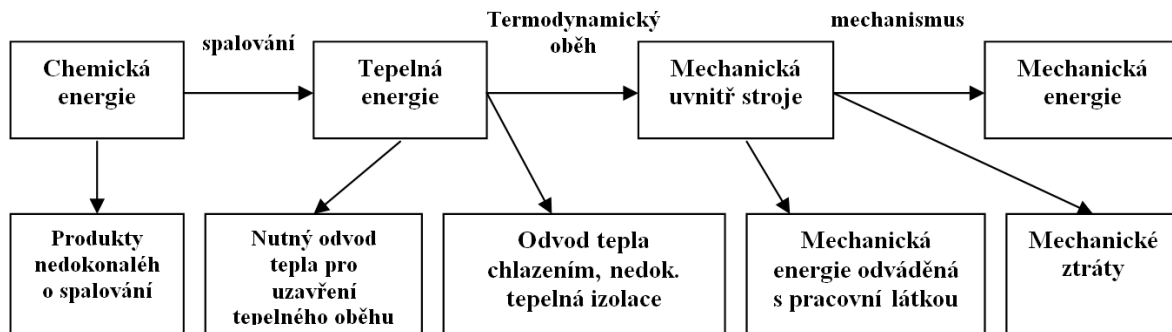 spalování
Termodynamický
oběh
mechanismus
Chemická
energie
Tepelná
energie
Mechanická
uvnitř stroje
Mechanická
energie
Produkty
nedokonaléh
o spalování
Nutný odvod
tepla pro
uzavření
tepelného oběhu
Odvod tepla
chlazením, nedok.
tepelná izolace
Mechanická
energie odváděná
s pracovní látkou
Mechanické
ztráty